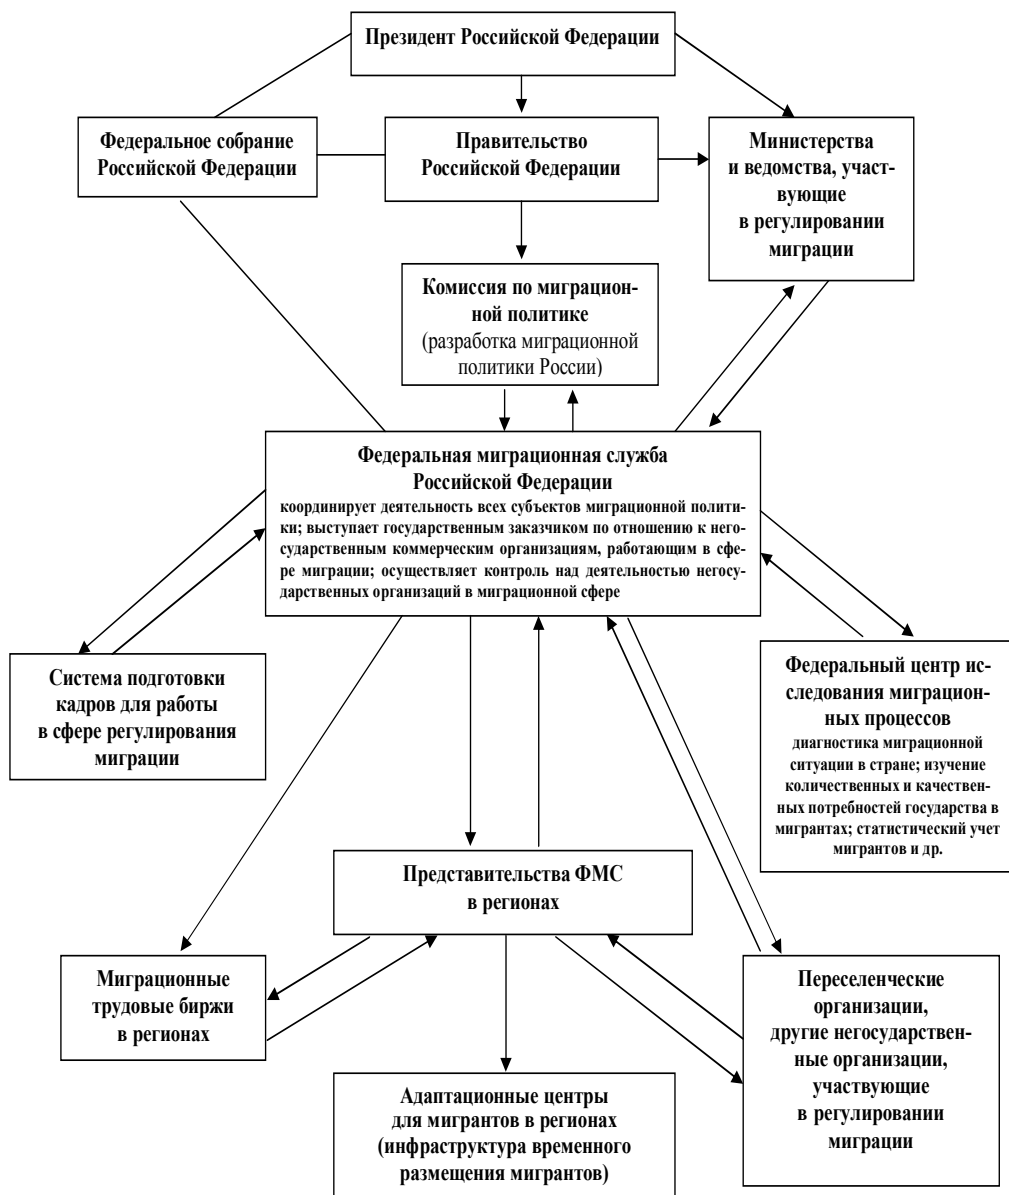 Президент Российской Федерации
Федеральное собрание
Российской Федерации
Правительство
Российской Федерации
Министерства
и ведомства, участ-
вующие
в регулировании
миграции
Комиссия по миграцион-
ной политике
(разработка миграционной
политики России)
Федеральная миграционная служба
Российской Федерации
координирует деятельность всех субъектов миграционной полити-
ки; выступает государственным заказчиком по отношению к него-
сударственным коммерческим организациям, работающим в сфе-
ре миграции; осуществляет контроль над деятельностью негосу-
дарственных организаций в миграционной сфере
Система подготовки
кадров для работы
в сфере регулирования
миграции
Федеральный центр ис-
следования миграцион-
ных процессов
диагностика миграционной
ситуации в стране; изучение
количественных и качествен-
ных потребностей государства в
мигрантах; статистический учет
мигрантов и др.
Представительства ФМС
в регионах
Миграционные
трудовые биржи
в регионах
Переселенческие
организации,
другие негосударствен-
ные организации,
участвующие
в регулировании
миграции
Адаптационные центры
для мигрантов в регионах
(инфраструктура временного
размещения мигрантов)